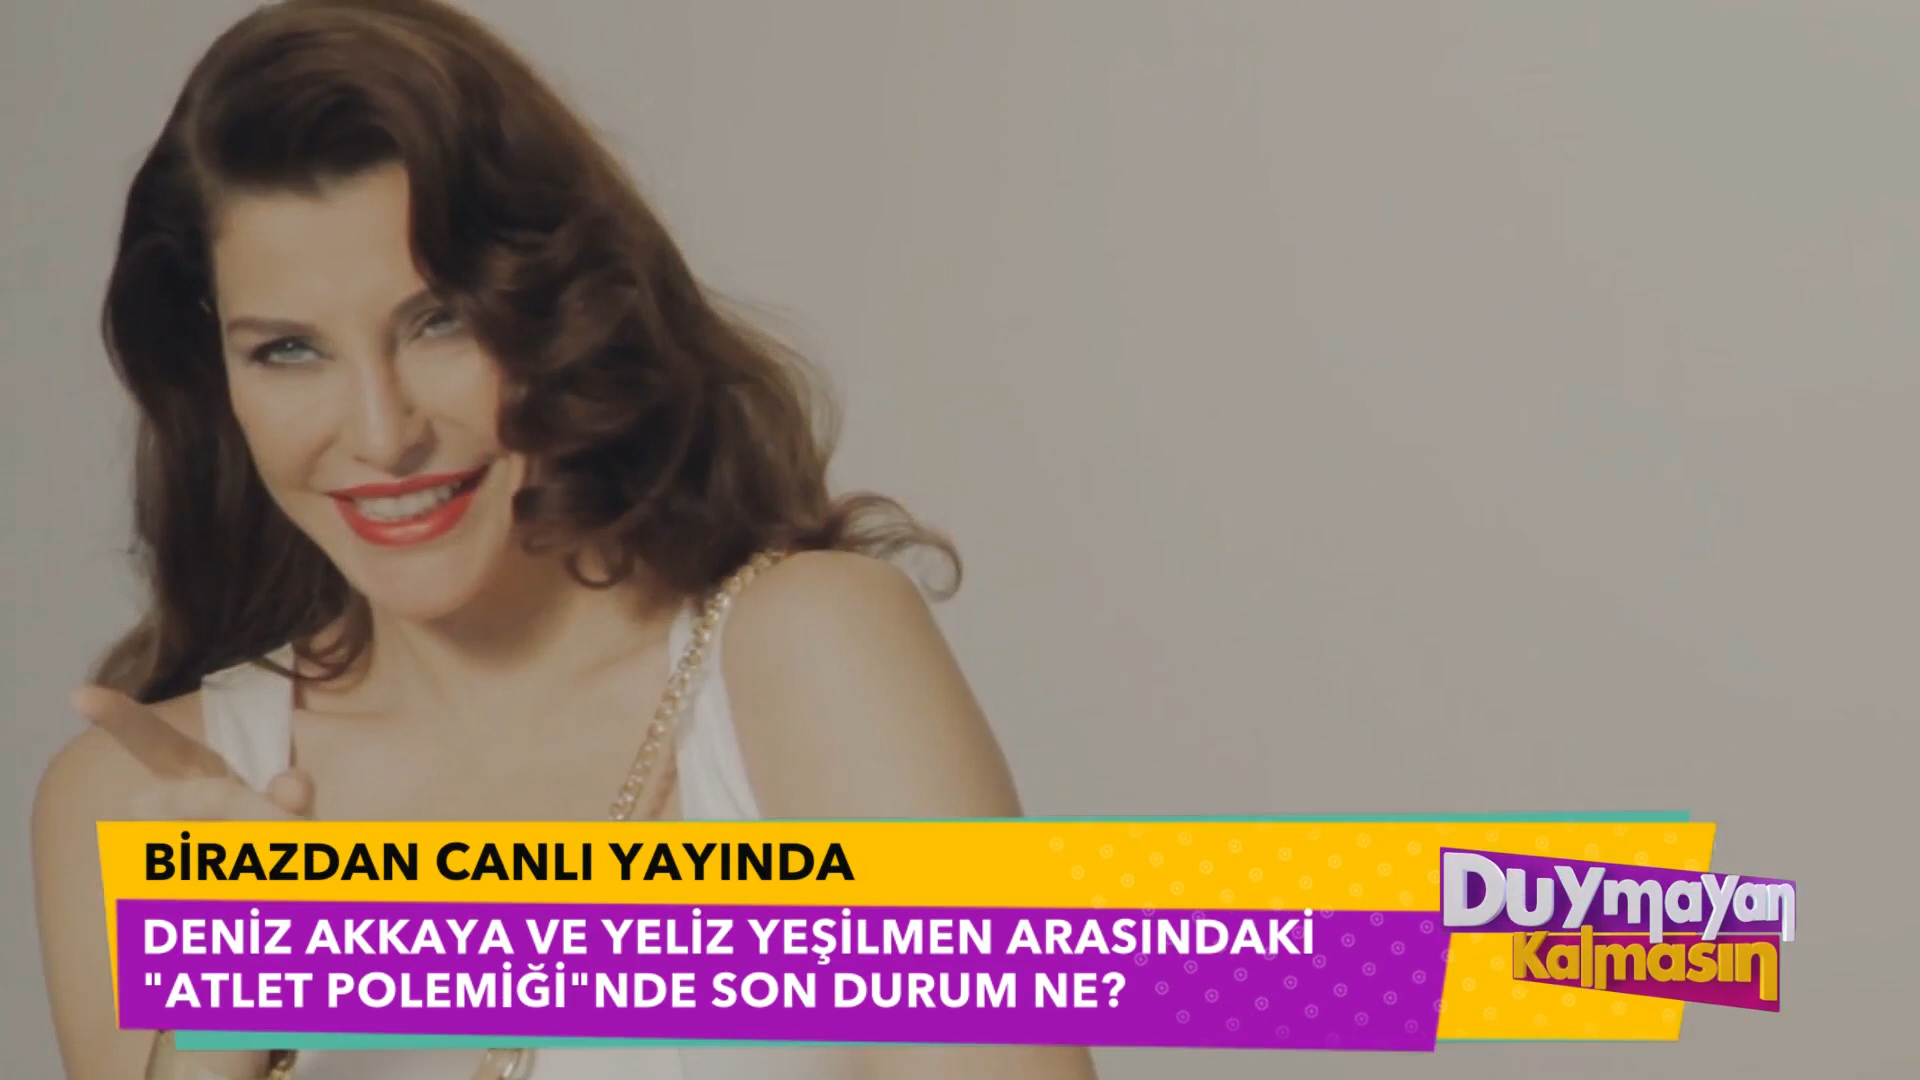 BİRAZDAN CANLI YAYINDA
DENİZ AKKAYA VE YELİZ YEŞİLMEN ARASINDAKİ
"ATLET POLEMİĞİ"NDE SON DURUM NE?
Duymayan
Kalmasın